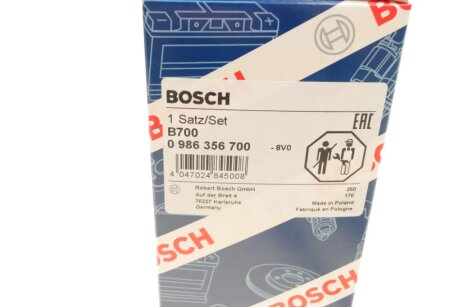 BOSCH
BOSCH
1 Satz/Set
B700
0 986 356 700 - 8V0
EAC
4 047024 645008
Robert Bosch GmbH
Auf der Breit 4
76227 Karlsruhe
Germany
260
176
Made in Poland
Fabriqué en Pologne
BOSCH
BOSCH